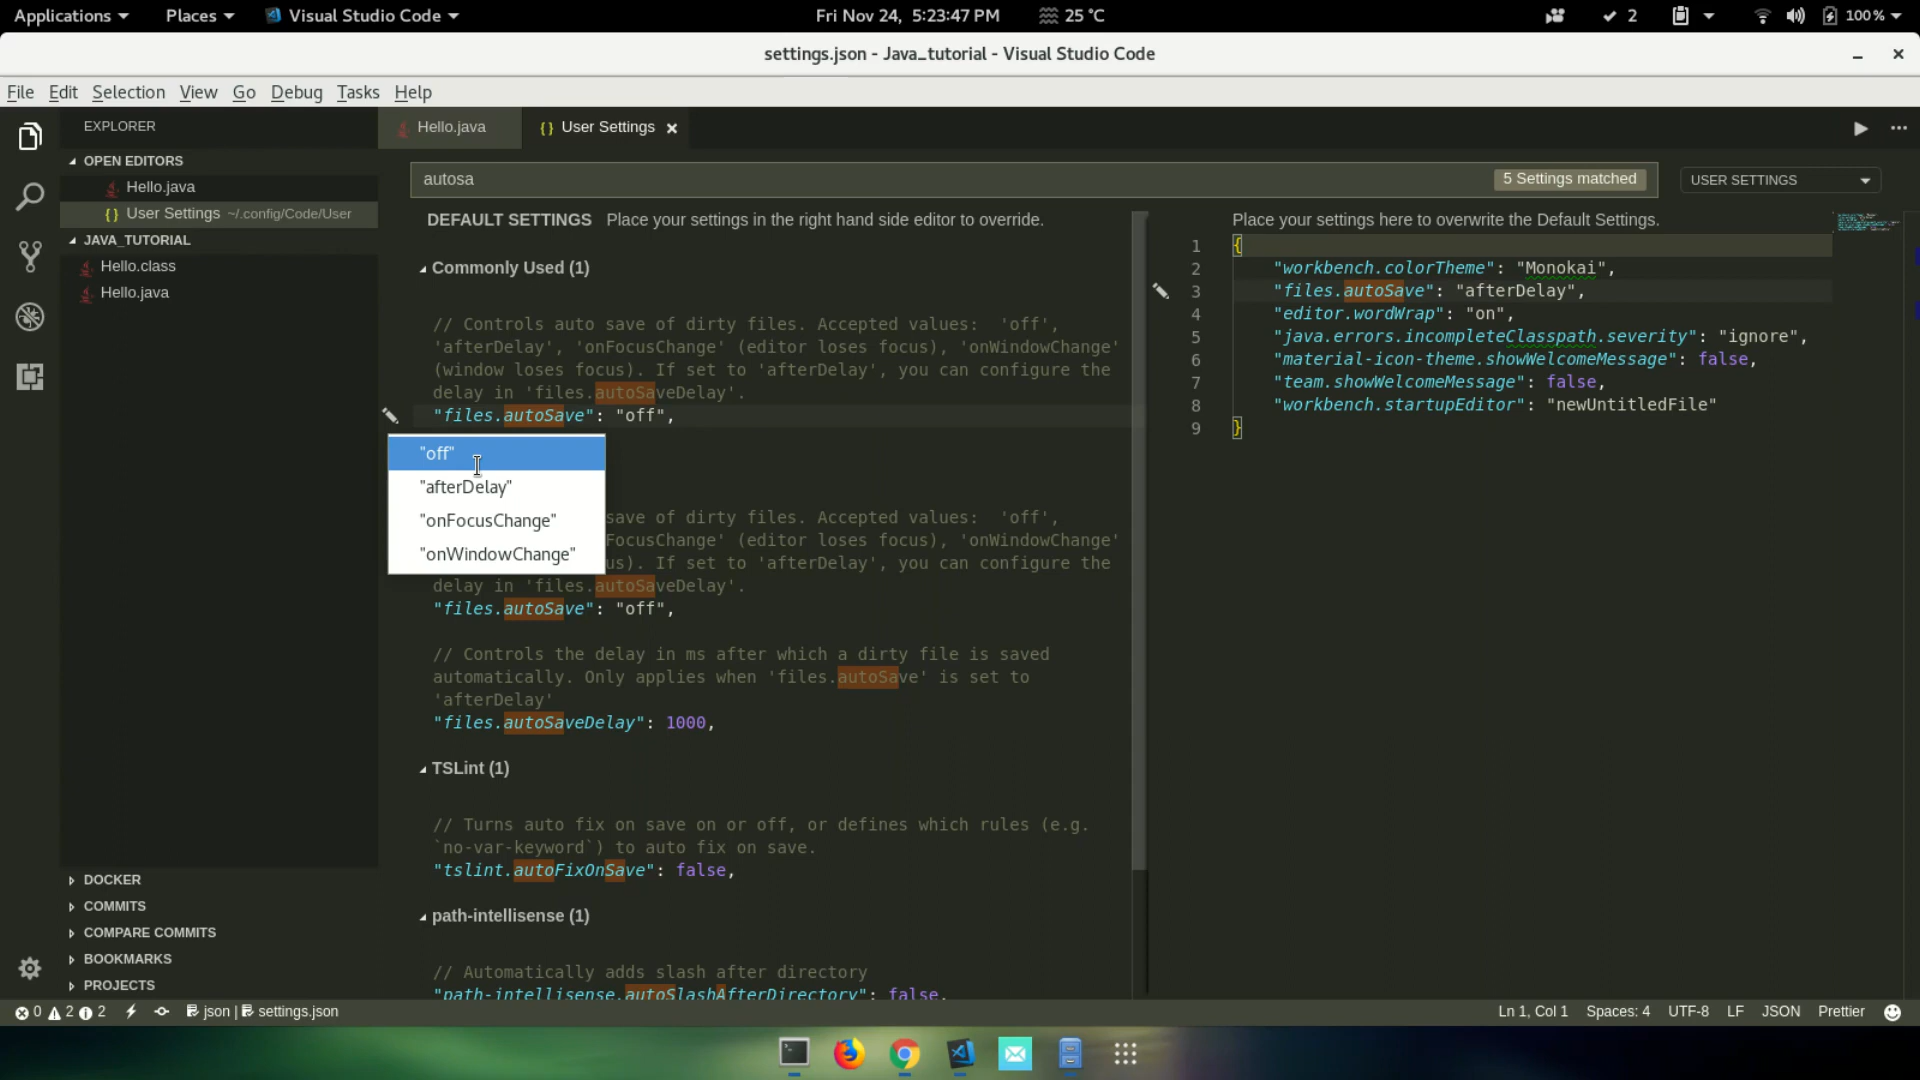 Applications Places Visual Studio Code Fri Nov 24, 5:23:47 PM 25 °C 2 100%
settings.json - Java_tutorial - Visual Studio Code
File Edit Selection View Go Debug Tasks Help
EXPLORER
OPEN EDITORS
Hello.java
{} User Settings ~/.config/Code/User
JAVA_TUTORIAL
Hello.class
Hello.java
DOCKER
COMMITS
COMPARE COMMITS
BOOKMARKS
PROJECTS
Hello.java {} User Settings ×
autosa 5 Settings matched USER SETTINGS
DEFAULT SETTINGS Place your settings in the right hand side editor to override.
Commonly Used (1)
// Controls auto save of dirty files. Accepted values:  'off',
'afterDelay', 'onFocusChange' (editor loses focus), 'onWindowChange'
(window loses focus). If set to 'afterDelay', you can configure the
delay in 'files.autoSaveDelay'.
"files.autoSave": "off",
"off"
"afterDelay"
"onFocusChange"
"onWindowChange"
save of dirty files. Accepted values:  'off',
FocusChange' (editor loses focus), 'onWindowChange'
us). If set to 'afterDelay', you can configure the
delay in 'files.autoSaveDelay'.
"files.autoSave": "off",
// Controls the delay in ms after which a dirty file is saved
automatically. Only applies when 'files.autoSave' is set to
'afterDelay'
"files.autoSaveDelay": 1000,
TSLint (1)
// Turns auto fix on save on or off, or defines which rules (e.g.
`no-var-keyword`) to auto fix on save.
"tslint.autoFixOnSave": false,
path-intellisense (1)
// Automatically adds slash after directory
"path-intellisense.autoSlashAfterDirectory": false,
Place your settings here to overwrite the Default Settings.
1 {
2 "workbench.colorTheme": "Monokai",
3 "files.autoSave": "afterDelay",
4 "editor.wordWrap": "on",
5 "java.errors.incompleteClasspath.severity": "ignore",
6 "material-icon-theme.showWelcomeMessage": false,
7 "team.showWelcomeMessage": false,
8 "workbench.startupEditor": "newUntitledFile"
9 }
0 2 2 json | settings.json Ln 1, Col 1 Spaces: 4 UTF-8 LF JSON Prettier